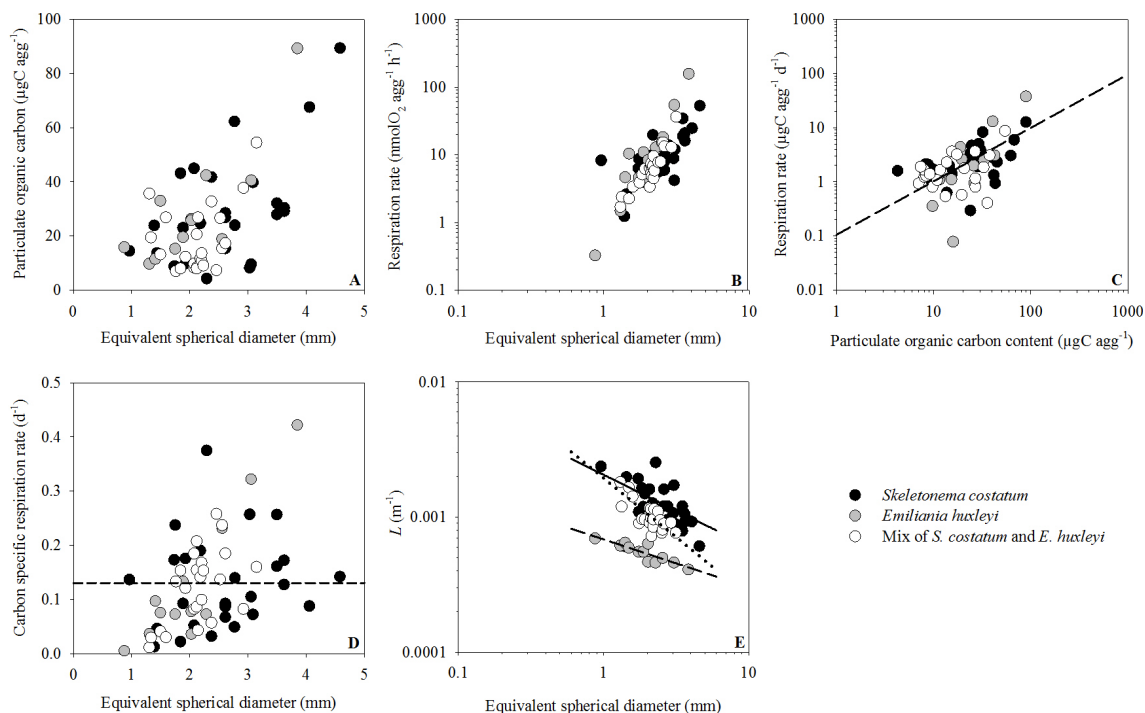 Particulate organic carbon (µgC agg⁻¹)
100
80
60
40
20
0
0 1 2 3 4 5
Equivalent spherical diameter (mm)
A
Respiration rate (nmolO₂ agg⁻¹ h⁻¹)
1000
100
10
1
0.1
0.1 1 10
Equivalent spherical diameter (mm)
B
Respiration rate (µgC agg⁻¹ d⁻¹)
1000
100
10
1
0.1
0.01
1 10 100 1000
Particulate organic carbon content (µgC agg⁻¹)
C
Carbon specific respiration rate (d⁻¹)
0.5
0.4
0.3
0.2
0.1
0.0
0 1 2 3 4 5
Equivalent spherical diameter (mm)
D
L (m⁻¹)
0.01
0.001
0.0001
0.1 1 10
Equivalent spherical diameter (mm)
E
Skeletonema costatum
Emiliania huxleyi
Mix of S. costatum and E. huxleyi